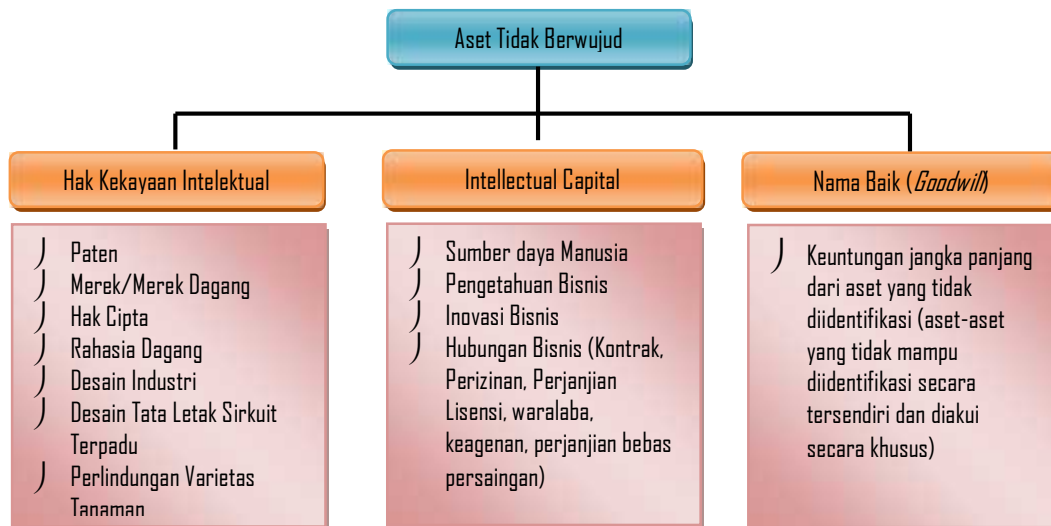 Aset Tidak Berwujud
Hak Kekayaan Intelektual
Paten
Merek/Merek Dagang
Hak Cipta
Rahasia Dagang
Desain Industri
Desain Tata Letak Sirkuit
Terpadu
Perlindungan Varietas
Tanaman
Intellectual Capital
Sumber daya Manusia
Pengetahuan Bisnis
Inovasi Bisnis
Hubungan Bisnis (Kontrak,
Perizinan, Perjanjian
Lisensi, waralaba,
keagenan, perjanjian bebas
persaingan)
Nama Baik (Goodwill)
Keuntungan jangka panjang
dari aset yang tidak
diidentifikasi (aset-aset
yang tidak mampu
diidentifikasi secara
tersendiri dan diakui
secara khusus)